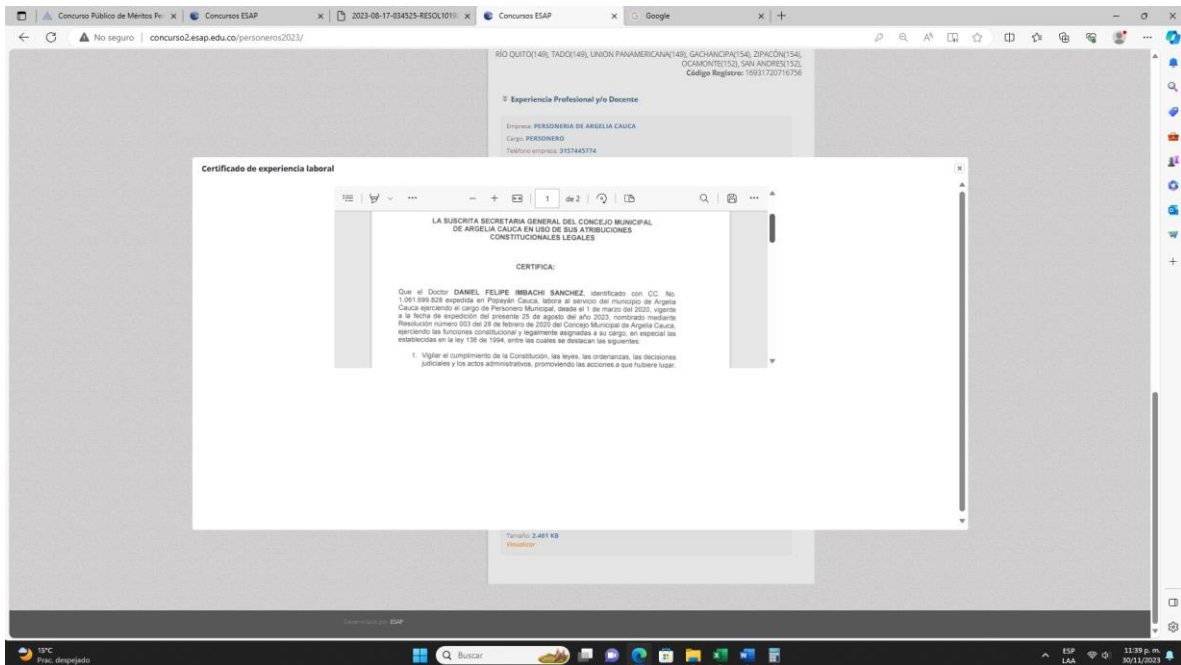 Concurso Público de Méritos Per
Concursos ESAP
2023-08-17-034525-RESOL1019
Concursos ESAP
Google
No seguro
concurso2.esap.edu.co/personeros2023/
RÍO QUITO(149), TADO(149), UNION PANAMERICANA(149), GACHANCIPA(154), ZIPACÓN(154),
OCAMONTE(152), SAN ANDRES(152),
Código Registro: 16931720716756
Experiencia Profesional y/o Docente
Empresa: PERSONERIA DE ARGELIA CAUCA
Cargo: PERSONERO
Teléfono empresa: 3157445774
Certificado de experiencia laboral
1 de 2
LA SUSCRITA SECRETARIA GENERAL DEL CONCEJO MUNICIPAL
DE ARGELIA CAUCA EN USO DE SUS ATRIBUCIONES
CONSTITUCIONALES LEGALES
CERTIFICA:
Que el Doctor DANIEL FELIPE IMBACHI SANCHEZ, identificado con CC. No.
1.061.699.828 expedida en Popayán Cauca, labora al servicio del municipio de Argelia
Cauca ejerciendo el cargo de Personero Municipal, desde el 1 de marzo del 2020, vigente
a la fecha de expedición del presente 25 de agosto del año 2023, nombrado mediante
Resolución número 003 del 28 de febrero de 2020 del Concejo Municipal de Argelia Cauca,
ejerciendo las funciones constitucional y legalmente asignadas a su cargo, en especial las
establecidas en la ley 136 de 1994, entre las cuales se destacan las siguientes:
1. Vigilar el cumplimiento de la Constitución, las leyes, las ordenanzas, las decisiones
judiciales y los actos administrativos, promoviendo las acciones a que hubiere lugar,
Tamaño: 2.461 KB
Visualizar
ESAP
15°C
Prac. despejado
Buscar
ESP
LAA
11:39 p. m.
30/11/2023